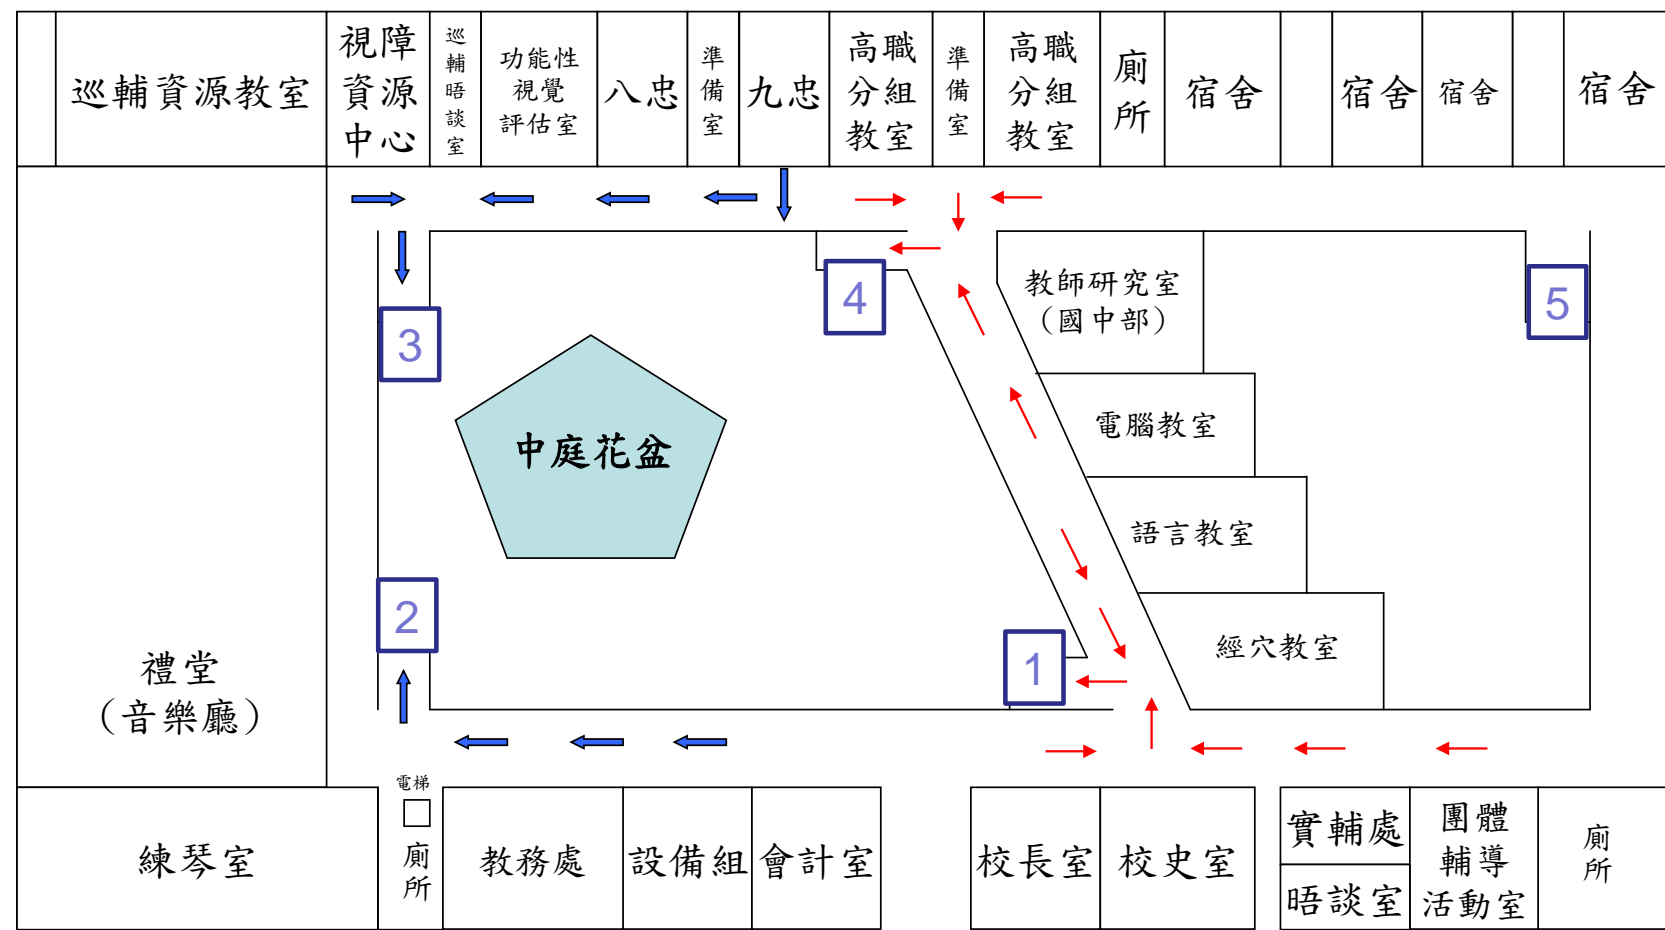 巡輔資源教室
視障
資源
中心
巡
輔
晤
談
室
功能性
視覺
評估室
八忠
準
備
室
九忠
高職
分組
教室
準
備
室
高職
分組
教室
廁
所
宿舍
宿舍
宿舍
宿舍
4
教師研究室
（國中部）
5
3
電腦教室
中庭花盆
語言教室
2
經穴教室
1
禮堂
（音樂廳）
電梯
練琴室
廁
所
教務處
設備組
會計室
校長室
校史室
實輔處
晤談室
團體
輔導
活動室
廁
所